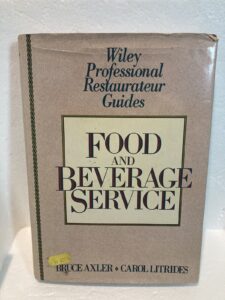 Wiley
Professional
Restaurateur
Guides
FOOD
AND
BEVERAGE
SERVICE
BRUCE AXLER ♦ CAROL LITRIDES